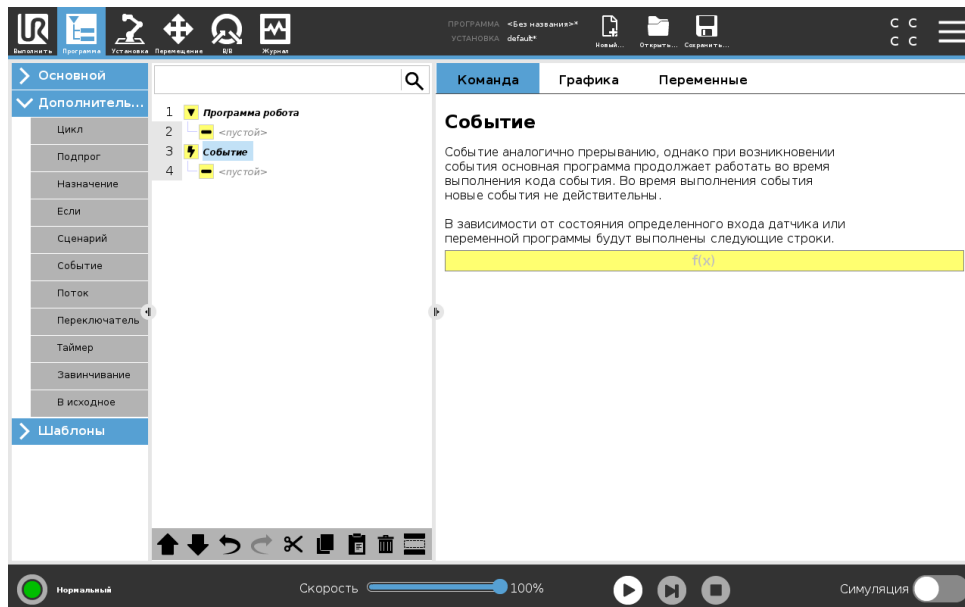 UR
Выполнить
Программа
Установка
Перемещение
В/В
Журнал
ПРОГРАММА <Без названия>*
УСТАНОВКА default*
Новый...
Открыть...
Сохранить...
C C
C C
Основной
Дополнитель...
Цикл
Подпрог
Назначение
Если
Сценарий
Событие
Поток
Переключатель
Таймер
Завинчивание
В исходное
Шаблоны
1 Программа робота
2 <пустой>
3 Событие
4 <пустой>
Команда
Графика
Переменные
Событие
Событие аналогично прерыванию, однако при возникновении
события основная программа продолжает работать во время
выполнения кода события. Во время выполнения события
новые события не действительны.
В зависимости от состояния определенного входа датчика или
переменной программы будут выполнены следующие строки.
f(x)
Нормальный
Скорость
100%
Симуляция